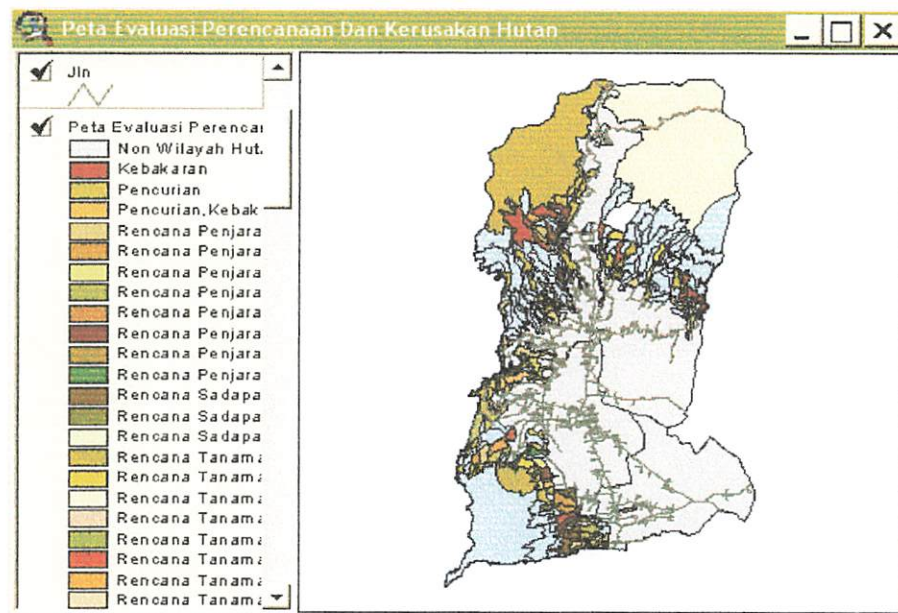 Peta Evaluasi Perencanaan Dan Kerusakan Hutan
Jln
Peta Evaluasi Perencar
Non Wilayah Huta
Kebakaran
Pencurian
Pencurian,Kebak
Rencana Penjara
Rencana Penjara
Rencana Penjara
Rencana Penjara
Rencana Penjara
Rencana Penjara
Rencana Penjara
Rencana Penjara
Rencana Sadapa
Rencana Sadapa
Rencana Sadapa
Rencana Tanama
Rencana Tanama
Rencana Tanama
Rencana Tanama
Rencana Tanama
Rencana Tanama
Rencana Tanama
Rencana Tanama